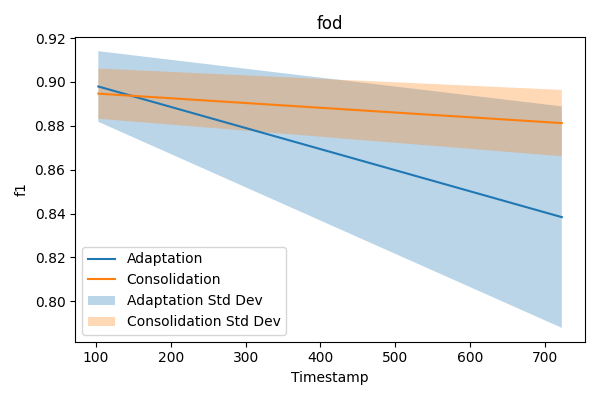 fod
0.92
0.90
0.88
0.86
0.84
0.82
0.80
f1
Adaptation
Consolidation
Adaptation Std Dev
Consolidation Std Dev
100 200 300 400 500 600 700
Timestamp